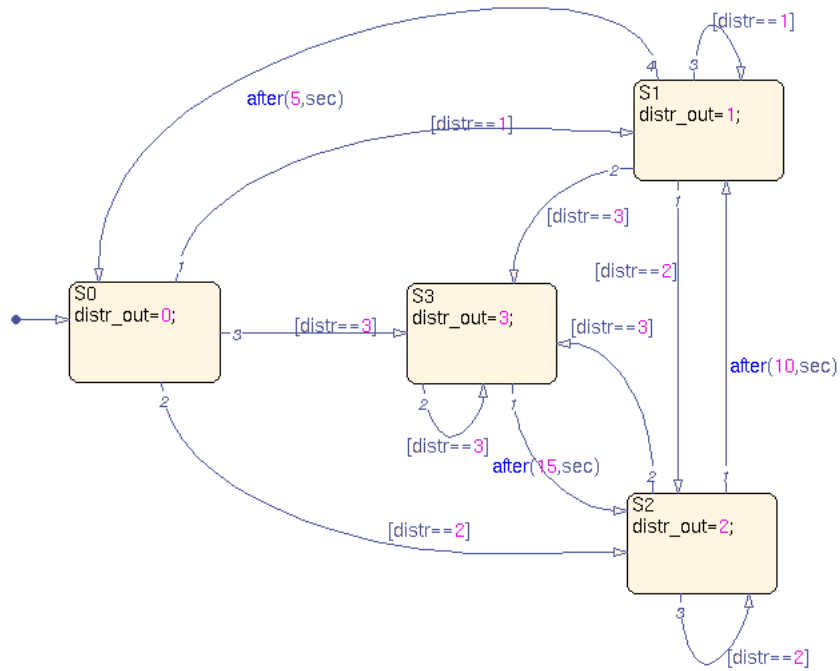 [distr==1]
4
3
S1
distr_out=1;
after(5,sec)
[distr==1]
2
1
[distr==3]
1
[distr==2]
S0
distr_out=0;
S3
distr_out=3;
3
[distr==3]
[distr==3]
after(10,sec)
2
2
1
[distr==3]
after(15,sec)
2
1
S2
distr_out=2;
[distr==2]
3
[distr==2]